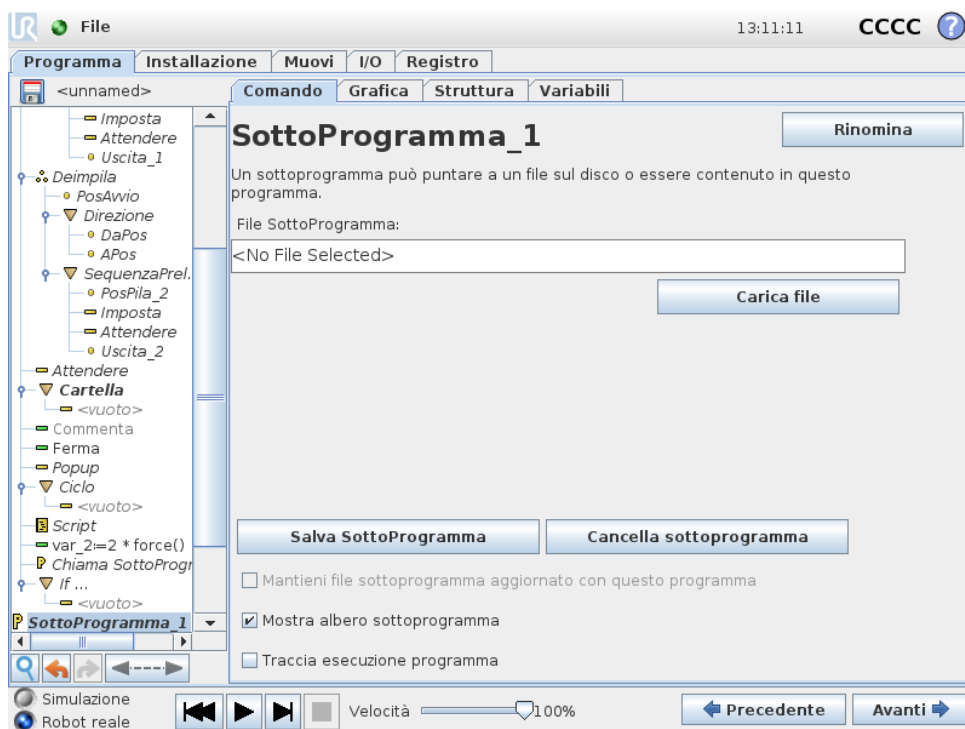 UR File 13:11:11 CCCC ?
Programma Installazione Muovi I/O Registro
<unnamed>
Imposta
Attendere
Uscita_1
Deimpila
PosAvvio
Direzione
DaPos
APos
SequenzaPrel.
PosPila_2
Imposta
Attendere
Uscita_2
Attendere
Cartella
<vuoto>
Commenta
Ferma
Popup
Ciclo
<vuoto>
Script
var_2:=2 * force()
P Chiama SottoProgr
If ...
<vuoto>
P SottoProgramma_1
Comando Grafica Struttura Variabili
SottoProgramma_1
Rinomina
Un sottoprogramma può puntare a un file sul disco o essere contenuto in questo
programma.
File SottoProgramma:
<No File Selected>
Carica file
Salva SottoProgramma Cancella sottoprogramma
Mantieni file sottoprogramma aggiornato con questo programma
Mostra albero sottoprogramma
Traccia esecuzione programma
Simulazione
Robot reale
Velocità 100%
Precedente Avanti